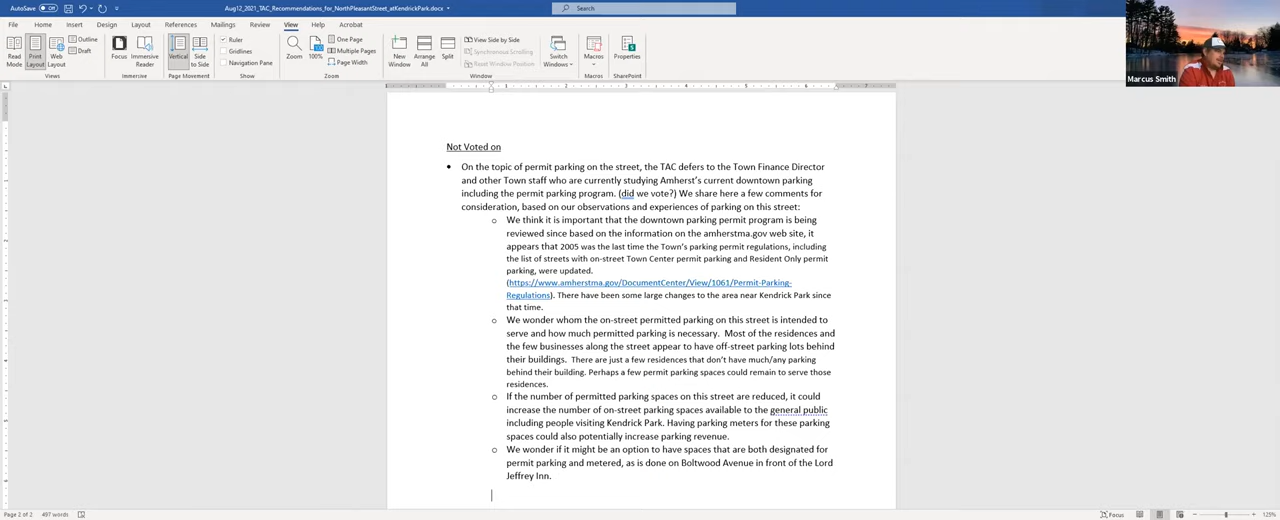 AutoSave Off Aug12_2021_TAC_Recommendations_for_NorthPleasantStreet_atKendrickPark.docx Search
File Home Insert Draw Design Layout References Mailings Review View Help Acrobat
Read Mode Print Layout Web Layout Outline Draft Focus Immersive Reader Vertical Side to Side Ruler Gridlines Navigation Pane Zoom 100% One Page Multiple Pages Page Width New Window Arrange All Split View Side by Side Synchronous Scrolling Reset Window Position Switch Windows Macros Properties
Views Immersive Page Movement Show Zoom Window Macros SharePoint
Marcus Smith
Not Voted on
• On the topic of permit parking on the street, the TAC defers to the Town Finance Director
and other Town staff who are currently studying Amherst's current downtown parking
including the permit parking program. (did we vote?) We share here a few comments for
consideration, based on our observations and experiences of parking on this street:
o We think it is important that the downtown parking permit program is being
reviewed since based on the information on the amherstma.gov web site, it
appears that 2005 was the last time the Town's parking permit regulations, including
the list of streets with on-street Town Center permit parking and Resident Only permit
parking, were updated.
(https://www.amherstma.gov/DocumentCenter/View/1061/Permit-Parking-
Regulations). There have been some large changes to the area near Kendrick Park since
that time.
o We wonder whom the on-street permitted parking on this street is intended to
serve and how much permitted parking is necessary. Most of the residences and
the few businesses along the street appear to have off-street parking lots behind
their buildings. There are just a few residences that don't have much/any parking
behind their building. Perhaps a few permit parking spaces could remain to serve those
residences.
o If the number of permitted parking spaces on this street are reduced, it could
increase the number of on-street parking spaces available to the general public
including people visiting Kendrick Park. Having parking meters for these parking
spaces could also potentially increase parking revenue.
o We wonder if it might be an option to have spaces that are both designated for
permit parking and metered, as is done on Boltwood Avenue in front of the Lord
Jeffrey Inn.
Page 2 of 2 497 words Focus 125%